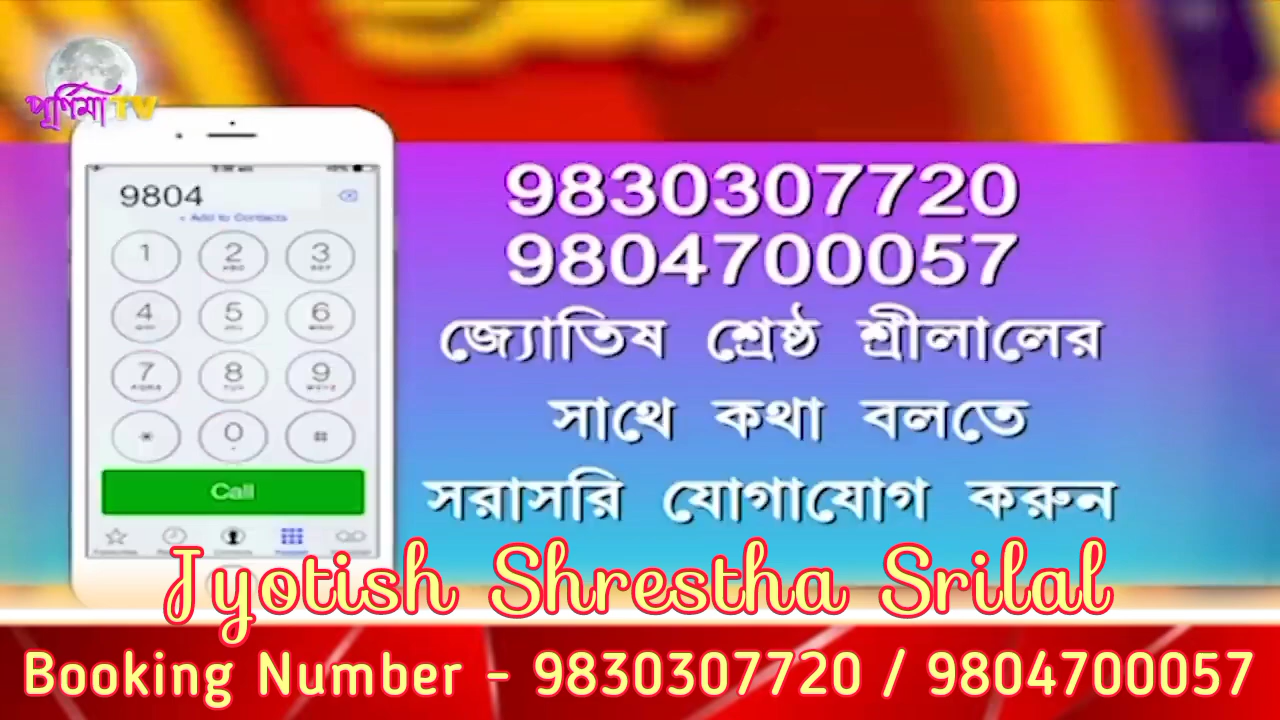 পূর্ণিমা TV
9804
+ Add to Contacts
1 2 3
4 5 6
7 8 9
* 0 #
Call
9830307720
9804700057
জ্যোতিষ শ্রেষ্ঠ শ্রীলালের
সাথে কথা বলতে
সরাসরি যোগাযোগ করুন
Jyotish Shrestha Srilal
Booking Number - 9830307720 / 9804700057